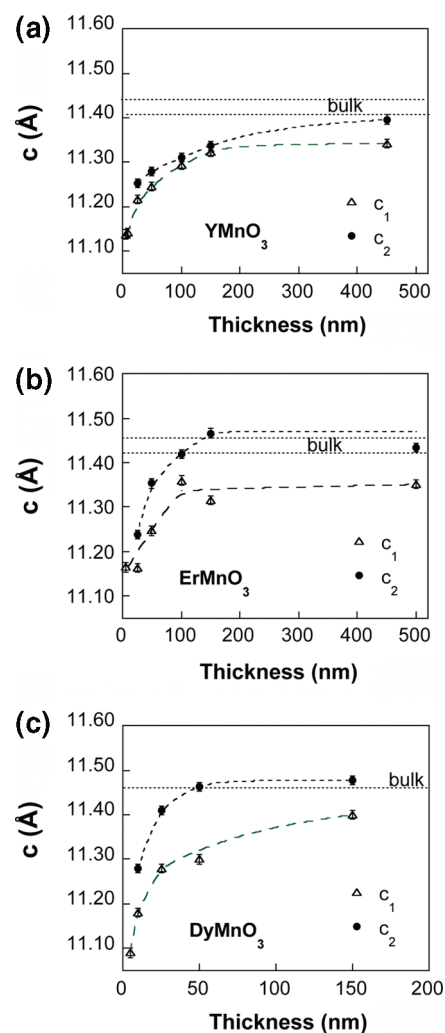 (a)
11.60
11.50
11.40
11.30
11.20
11.10
c (Å)
bulk
c1
c2
YMnO3
0 100 200 300 400 500
Thickness (nm)
(b)
11.60
11.50
11.40
11.30
11.20
11.10
c (Å)
bulk
c1
c2
ErMnO3
0 100 200 300 400 500
Thickness (nm)
(c)
11.60
11.50
11.40
11.30
11.20
11.10
c (Å)
bulk
c1
c2
DyMnO3
0 50 100 150 200
Thickness (nm)